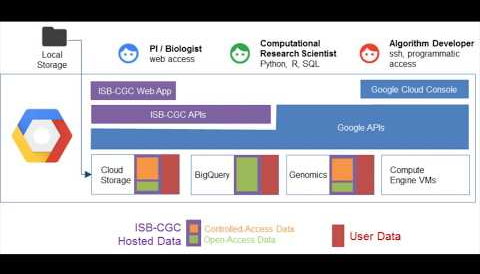 Local
Storage
PI / Biologist
web access
Computational
Research Scientist
Python, R, SQL
Algorithm Developer
ssh, programmatic
access
ISB-CGC Web App
Google Cloud Console
ISB-CGC APIs
Google APIs
Cloud
Storage
BigQuery
Genomics
Compute
Engine VMs
ISB-CGC
Hosted Data
Controlled-Access Data
Open-Access Data
User Data